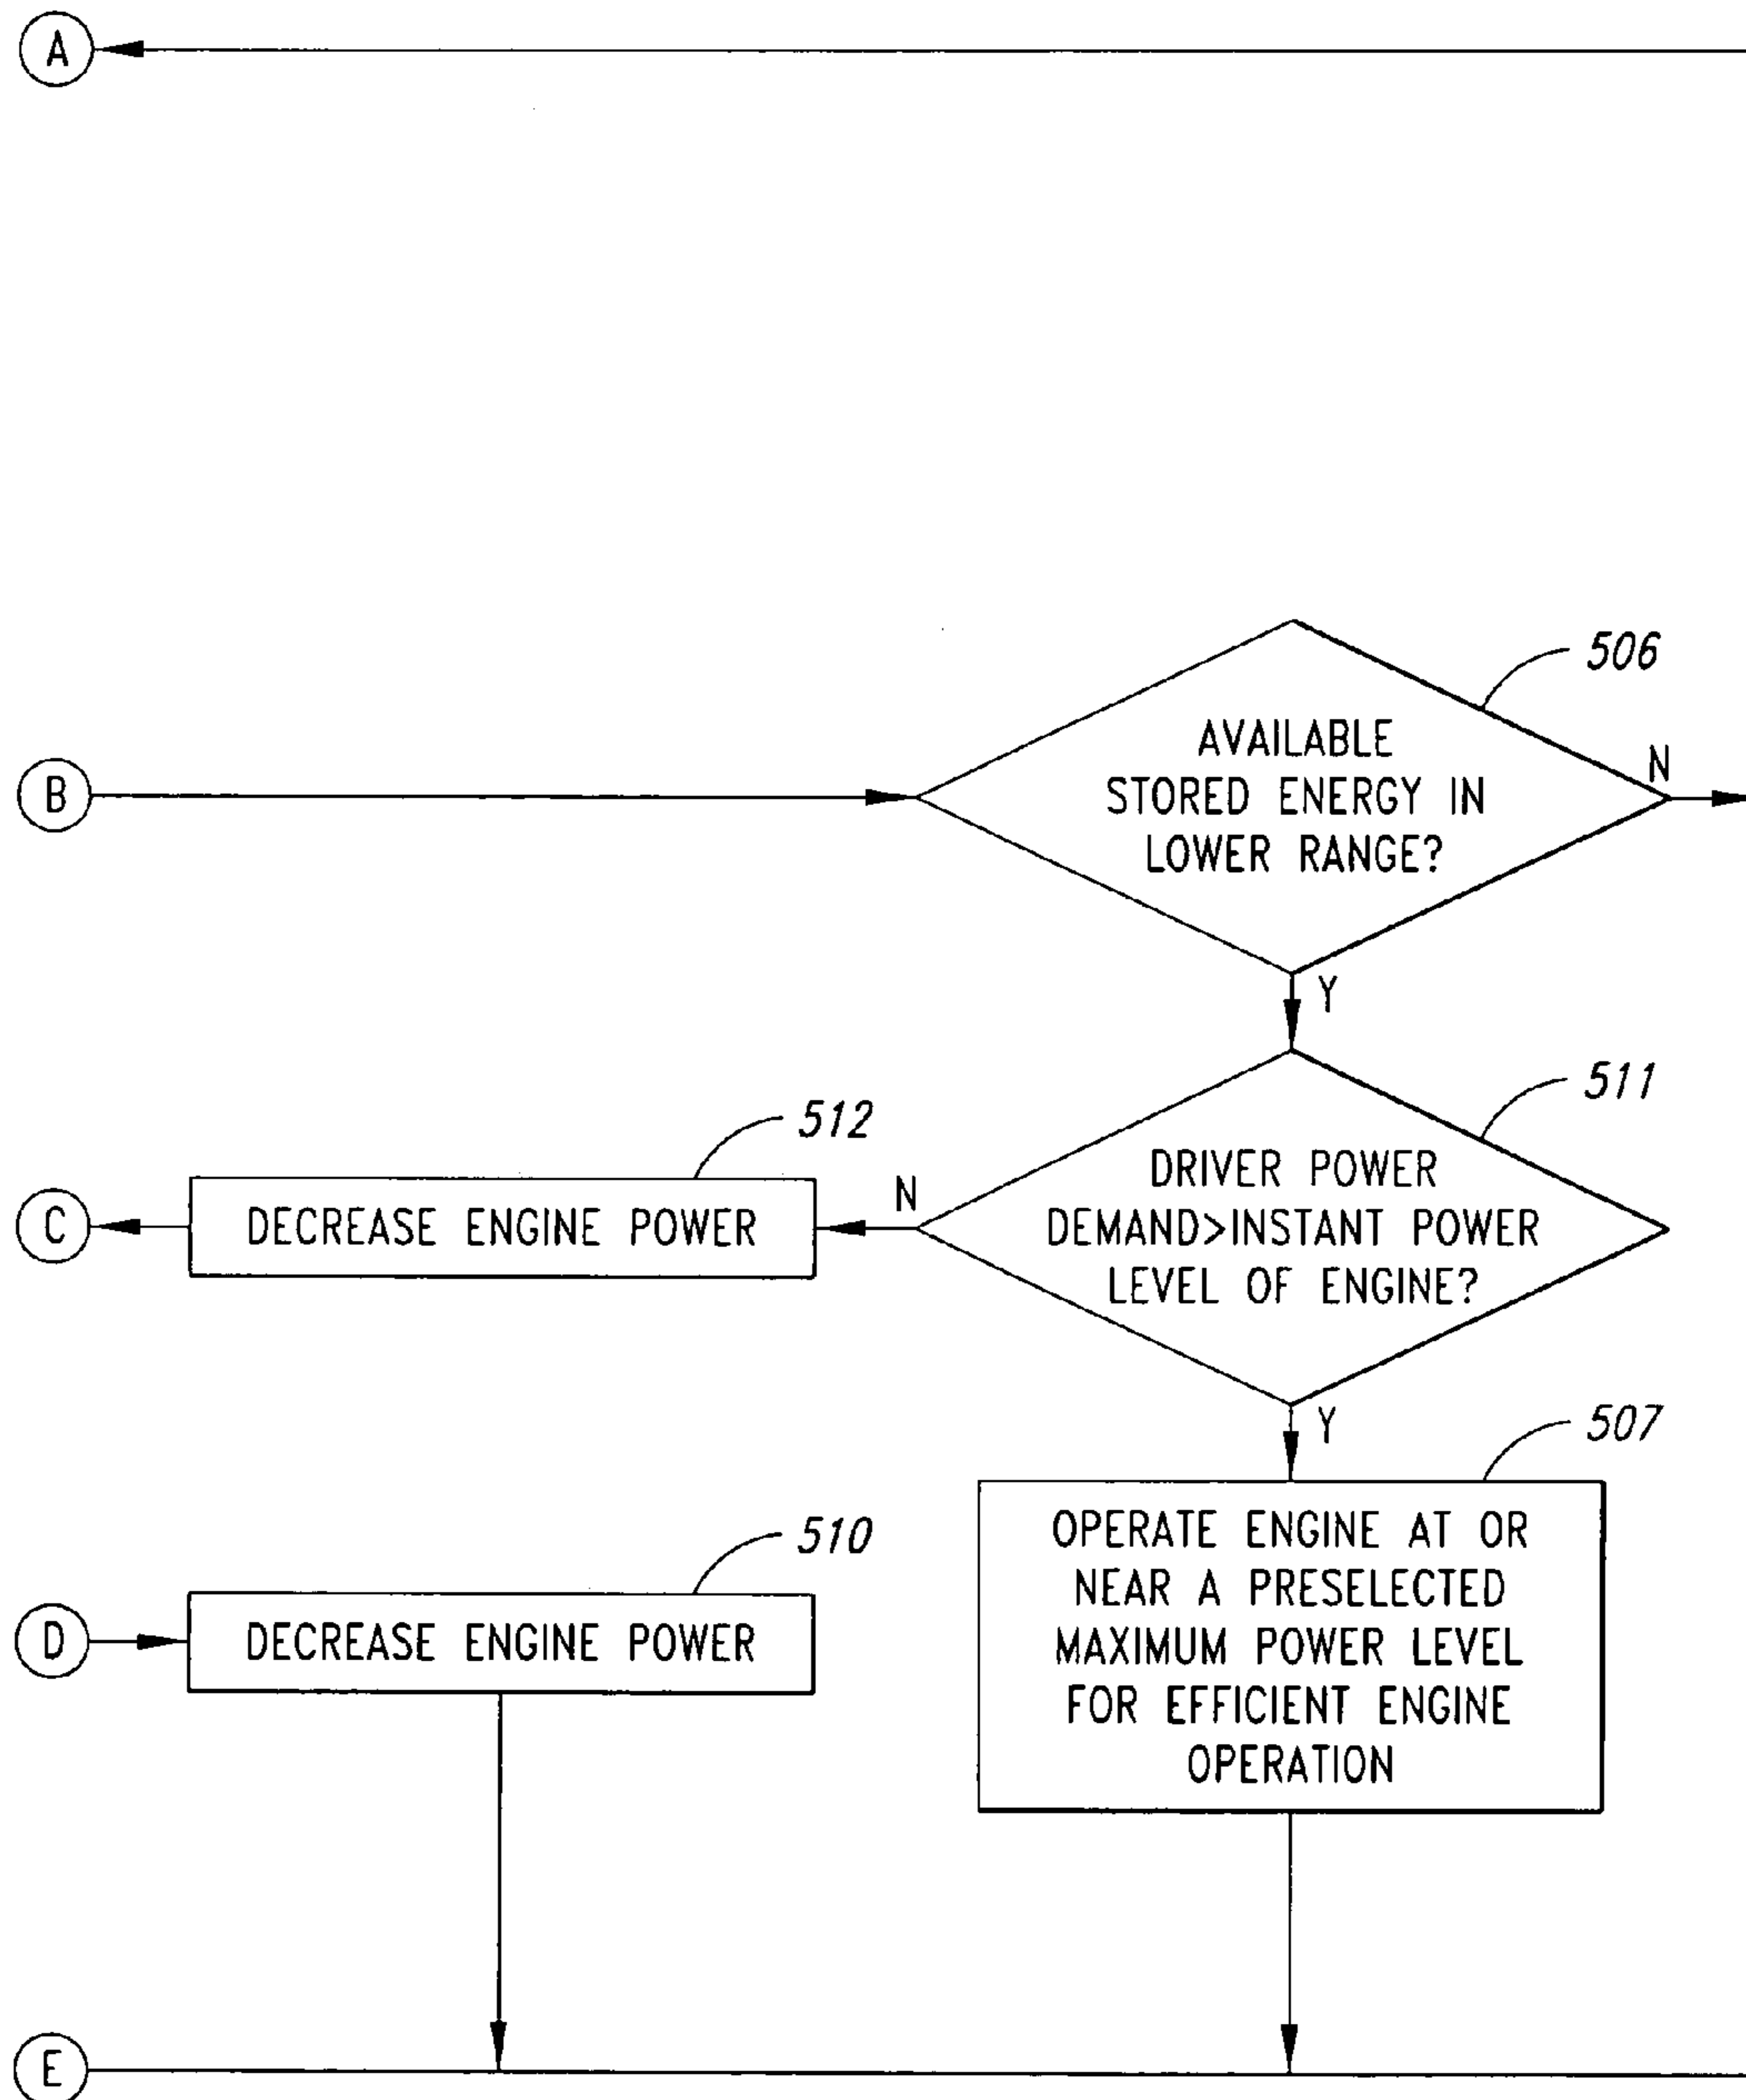 A
506
AVAILABLE
STORED ENERGY IN
LOWER RANGE?
N
B
Y
511
DRIVER POWER
DEMAND>INSTANT POWER
LEVEL OF ENGINE?
N
512
DECREASE ENGINE POWER
C
Y
507
OPERATE ENGINE AT OR
NEAR A PRESELECTED
MAXIMUM POWER LEVEL
FOR EFFICIENT ENGINE
OPERATION
510
D
DECREASE ENGINE POWER
E